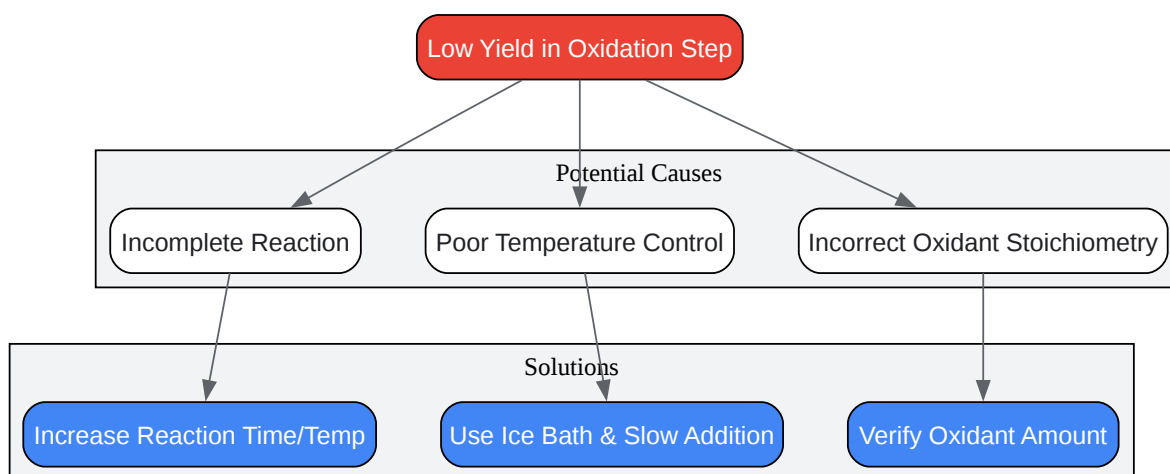 Low Yield in Oxidation Step
Potential Causes
Incomplete Reaction
Poor Temperature Control
Incorrect Oxidant Stoichiometry
Solutions
Increase Reaction Time/Temp
Use Ice Bath & Slow Addition
Verify Oxidant Amount